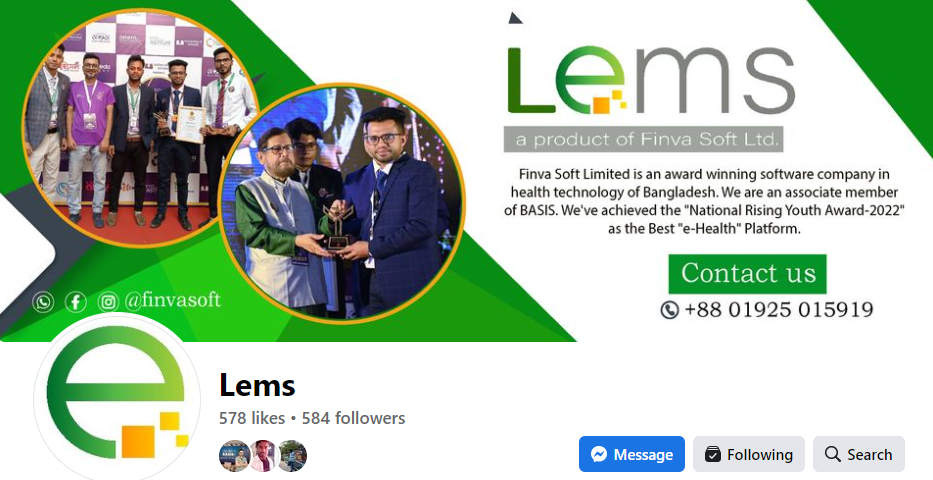 Lems
a product of Finva Soft Ltd.
Finva Soft Limited is an award winning software company in
health technology of Bangladesh. We are an associate member
of BASIS. We've achieved the "National Rising Youth Award-2022"
as the Best "e-Health" Platform.
Contact us
+88 01925 015919
@finvasoft
Lems
578 likes • 584 followers
Message
Following
Search